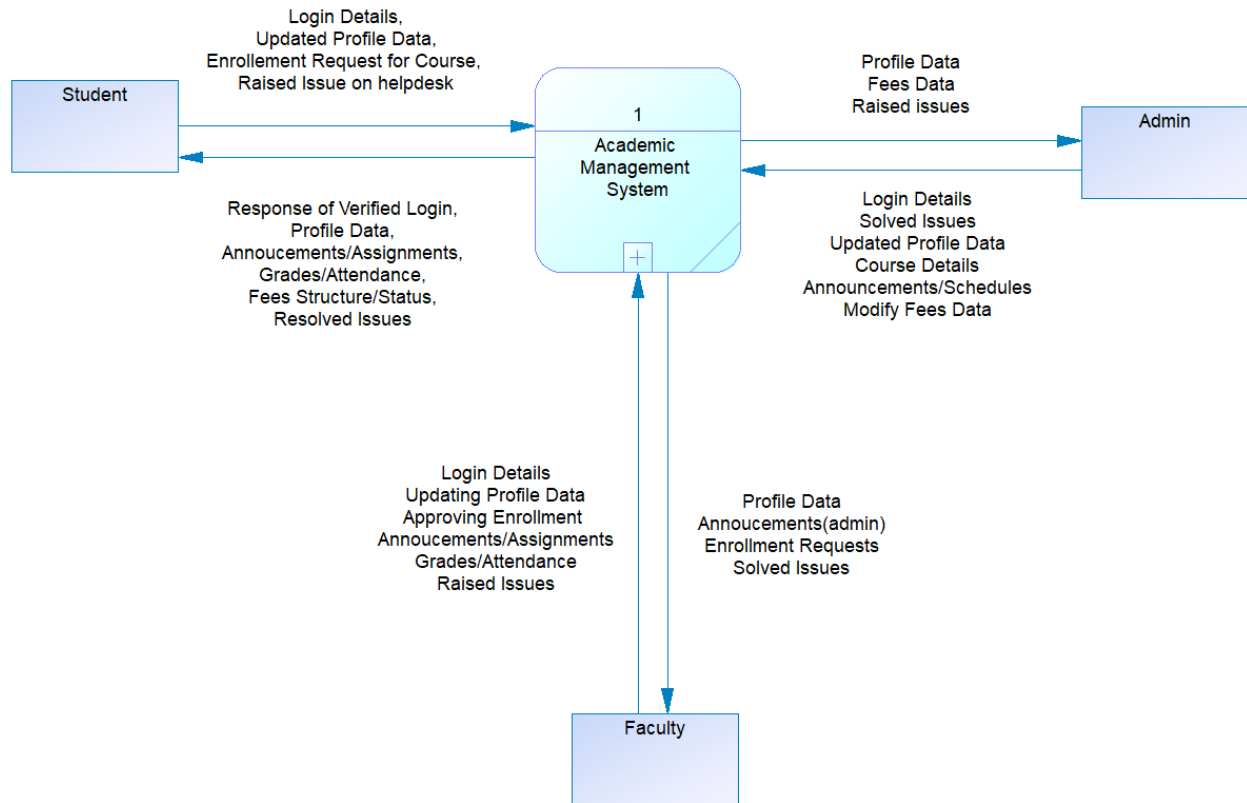 Login Details,
Updated Profile Data,
Enrollement Request for Course,
Raised Issue on helpdesk
Student
1
Academic
Management
System
Profile Data
Fees Data
Raised issues
Admin
Response of Verified Login,
Profile Data,
Annoucements/Assignments,
Grades/Attendance,
Fees Structure/Status,
Resolved Issues
Login Details
Solved Issues
Updated Profile Data
Course Details
Announcements/Schedules
Modify Fees Data
Login Details
Updating Profile Data
Approving Enrollment
Annoucements/Assignments
Grades/Attendance
Raised Issues
Profile Data
Annoucements(admin)
Enrollment Requests
Solved Issues
Faculty